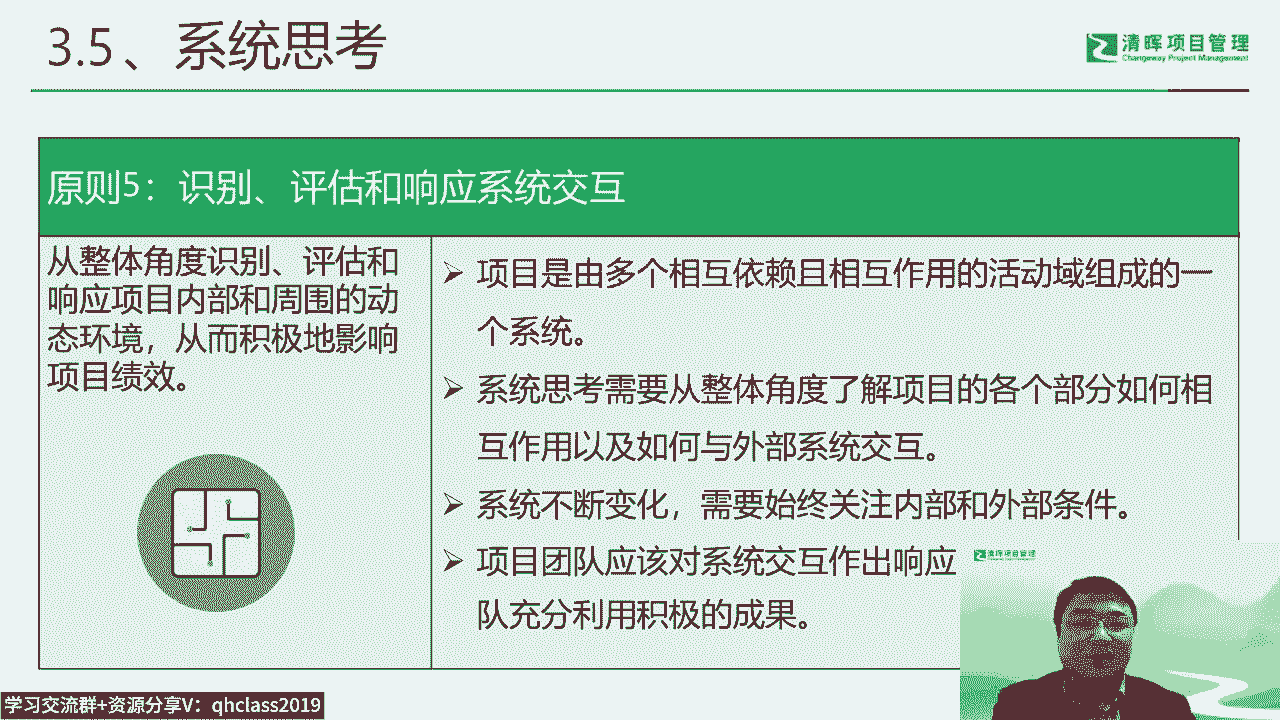 3.5、系统思考
清晖项目管理
Changeway Project Management
原则5：识别、评估和响应系统交互
从整体角度识别、评估和
响应项目内部和周围的动
态环境，从而积极地影响
项目绩效。
➢ 项目是由多个相互依赖且相互作用的活动域组成的一
个系统。
➢ 系统思考需要从整体角度了解项目的各个部分如何相
互作用以及如何与外部系统交互。
➢ 系统不断变化，需要始终关注内部和外部条件。
➢ 项目团队应该对系统交互作出响应
队充分利用积极的成果。
清晖项目管理
学习交流群+资源分享V：qhclass2019